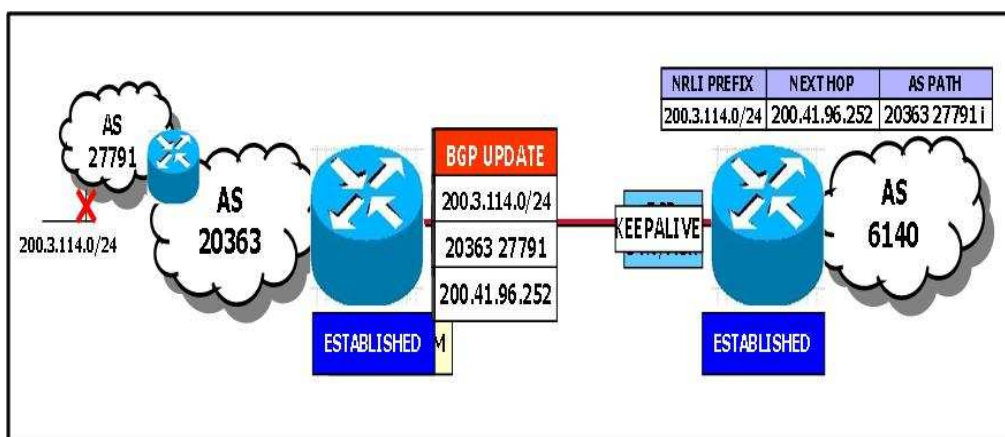 NRLI PREFIX NEXT HOP AS PATH
200.3.114.0/24 200.41.96.252 20363 27791 i
AS
27791
200.3.114.0/24
AS
20363
BGP UPDATE
200.3.114.0/24
20363 27791
200.41.96.252
KEEPALIVE
AS
6140
ESTABLISHED M
ESTABLISHED